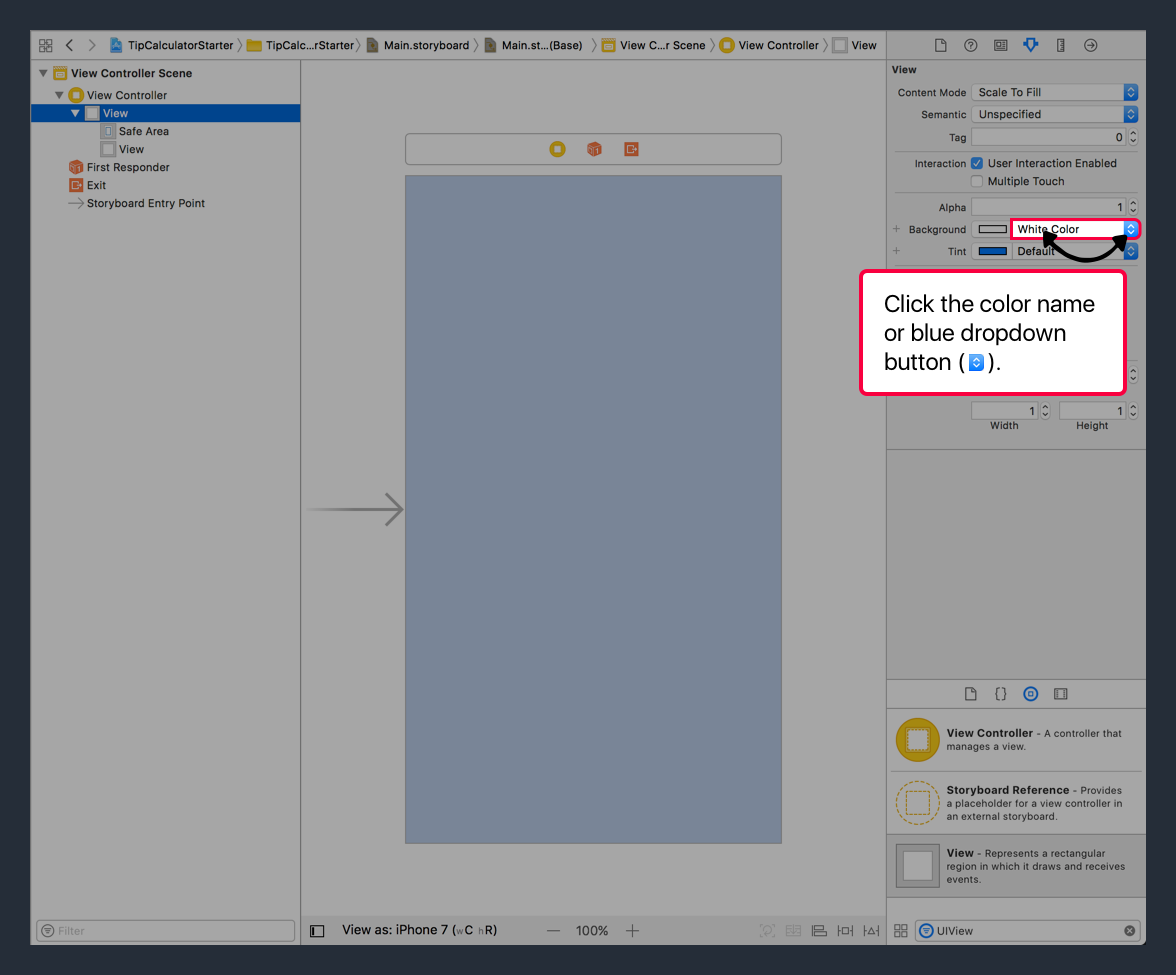 TipCalculatorStarter TipCalc...rStarter Main.storyboard Main.st...(Base) View C...r Scene View Controller View
View Controller Scene
View Controller
View
Safe Area
View
First Responder
Exit
Storyboard Entry Point
View
Content Mode Scale To Fill
Semantic Unspecified
Tag 0
Interaction User Interaction Enabled
Multiple Touch
Alpha 1
Background White Color
Tint Default
Click the color name
or blue dropdown
button ( ).
1 1
Width Height
View Controller - A controller that
manages a view.
Storyboard Reference - Provides
a placeholder for a view controller in
an external storyboard.
View - Represents a rectangular
region in which it draws and receives
events.
Filter
View as: iPhone 7 (wC hR)
100%
UIView